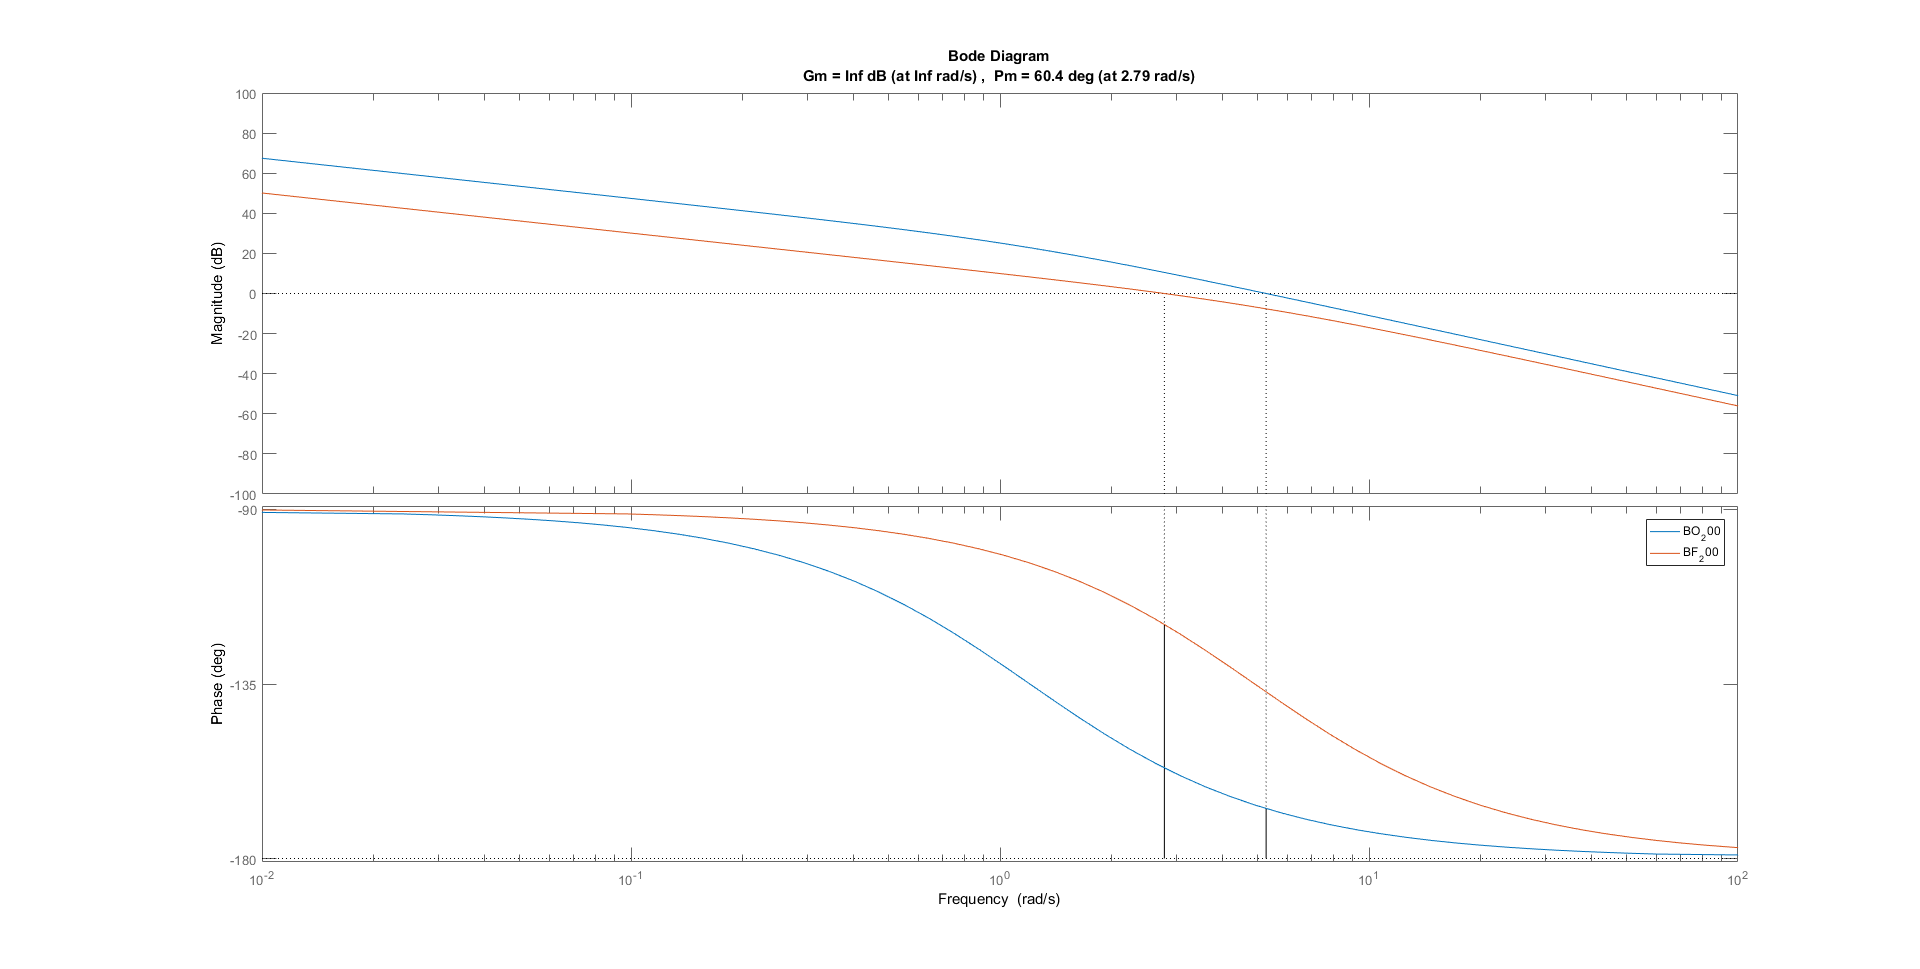 Bode Diagram
Gm = Inf dB (at Inf rad/s) ,  Pm = 60.4 deg (at 2.79 rad/s)
100
80
60
40
20
0
-20
-40
-60
-80
-100
Magnitude (dB)
-90
-135
-180
Phase (deg)
BO₂00
BF₂00
10⁻²
10⁻¹
10⁰
10¹
10²
Frequency  (rad/s)